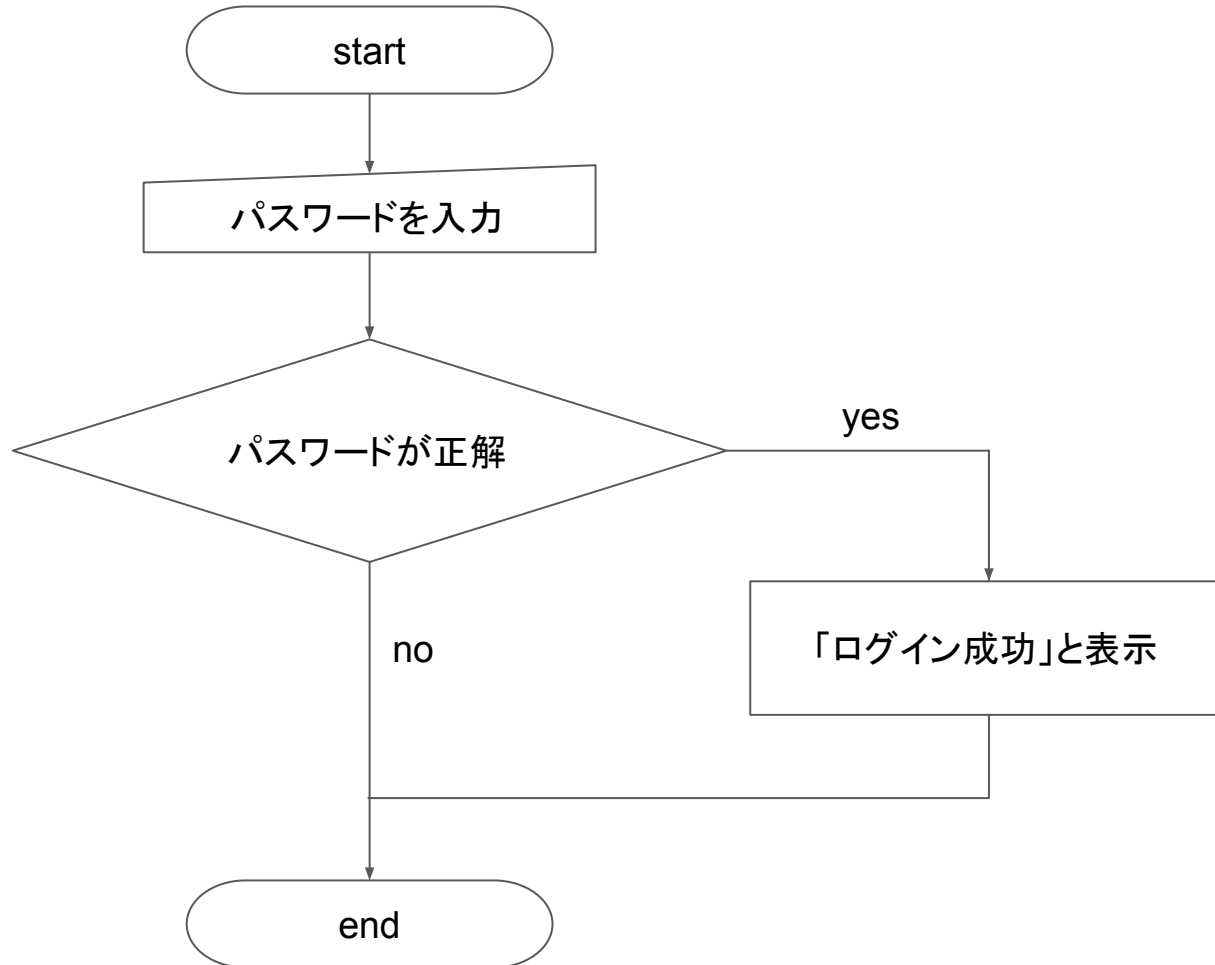 start
パスワードを入力
パスワードが正解
yes
no
「ログイン成功」と表示
end